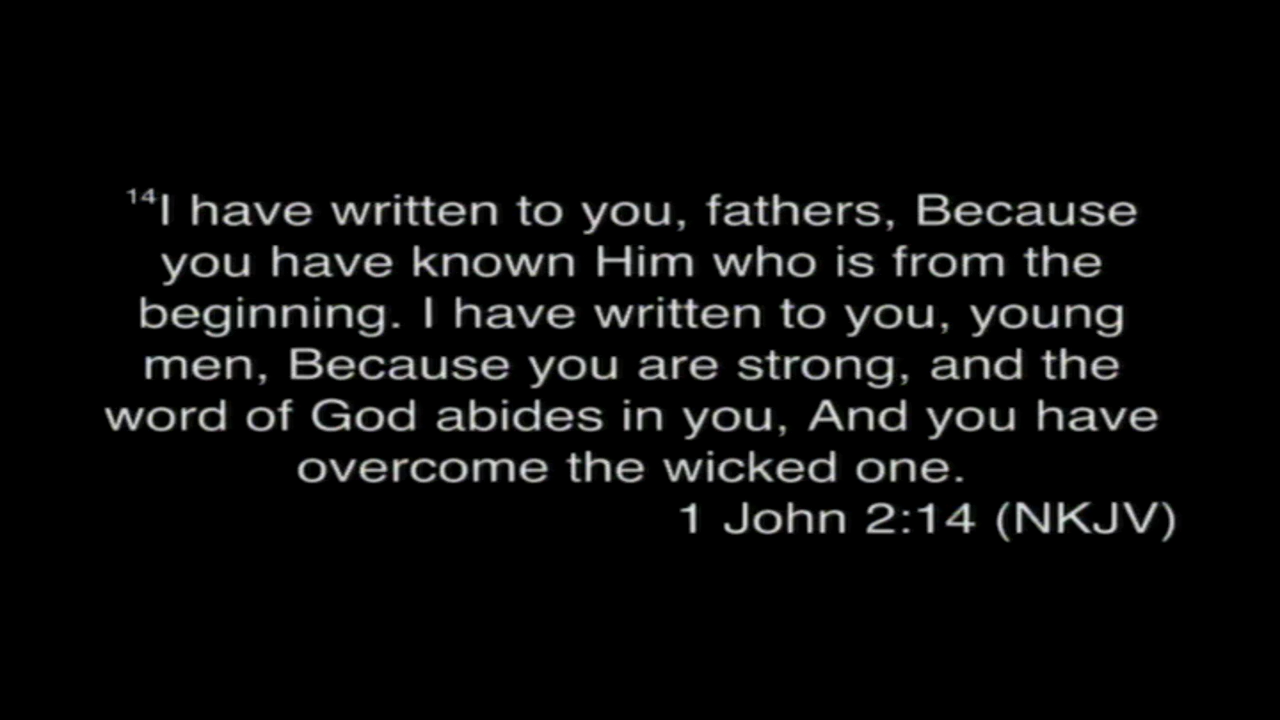 ¹⁴I have written to you, fathers, Because
you have known Him who is from the
beginning. I have written to you, young
men, Because you are strong, and the
word of God abides in you, And you have
overcome the wicked one.
1 John 2:14 (NKJV)